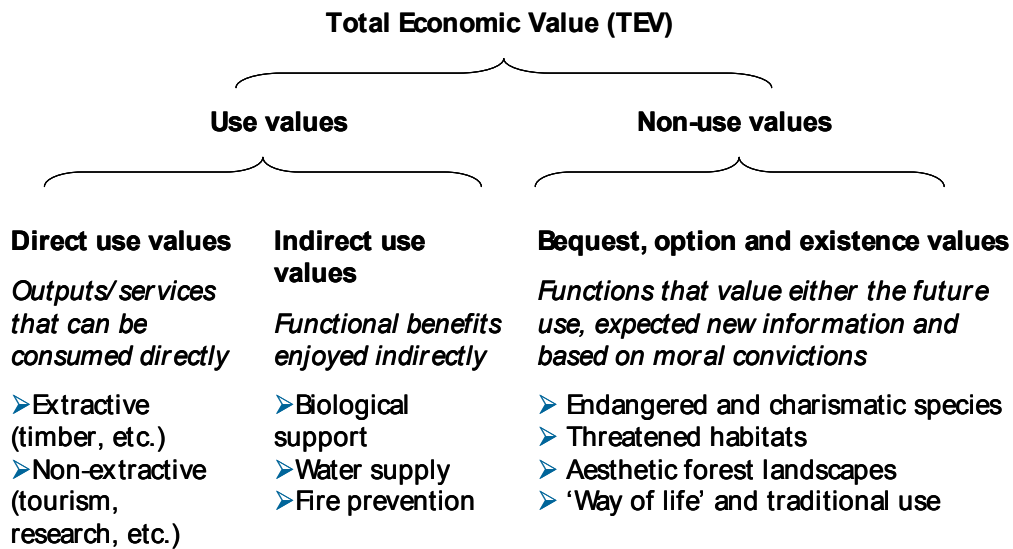 Total Economic Value (TEV)
Use values
Non-use values
Direct use values
Outputs/services
that can be
consumed directly
➢Extractive
(timber, etc.)
➢Non-extractive
(tourism,
research, etc.)
Indirect use
values
Functional benefits
enjoyed indirectly
➢Biological
support
➢Water supply
➢Fire prevention
Bequest, option and existence values
Functions that value either the future
use, expected new information and
based on moral convictions
➢ Endangered and charismatic species
➢ Threatened habitats
➢ Aesthetic forest landscapes
➢ ‘Way of life’ and traditional use